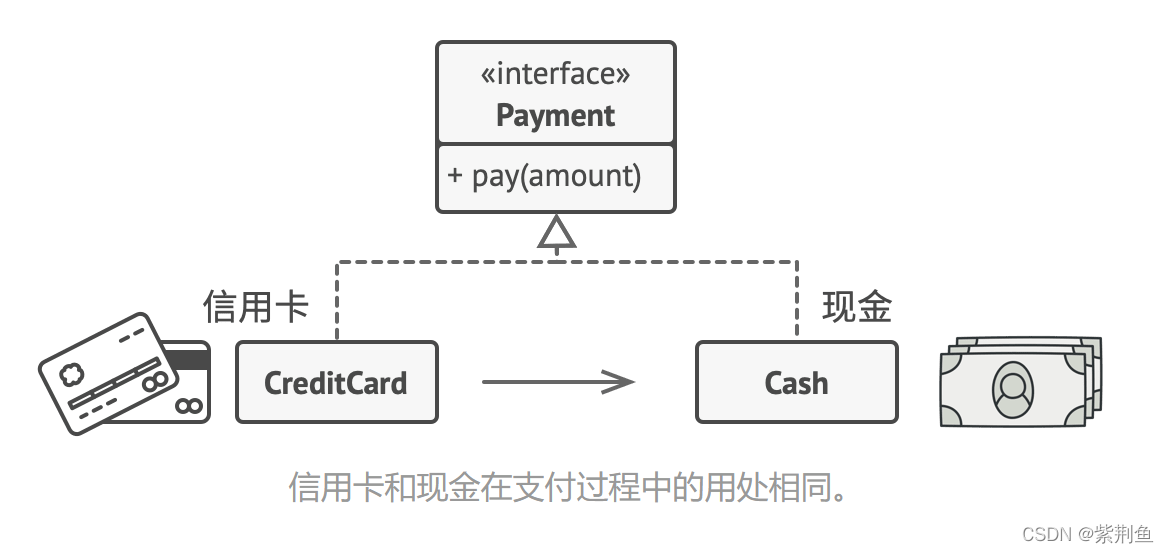 «interface»
Payment
+ pay(amount)
信用卡
现金
CreditCard
Cash
信用卡和现金在支付过程中的用处相同。
CSDN @紫荆鱼